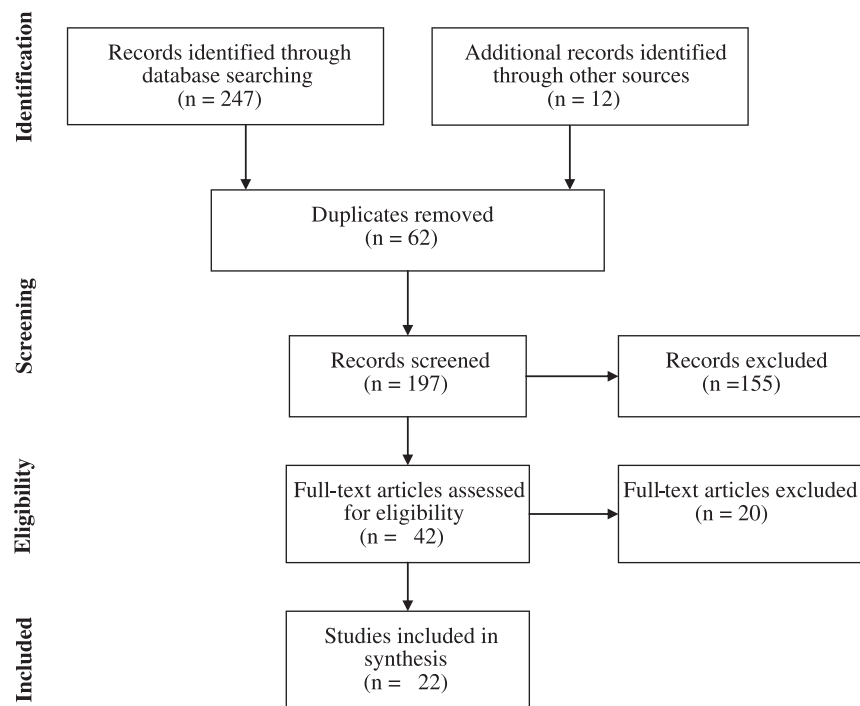 Identification
Records identified through
database searching
(n = 247)
Additional records identified
through other sources
(n = 12)
Duplicates removed
(n = 62)
Screening
Records screened
(n = 197)
Records excluded
(n =155)
Eligibility
Full-text articles assessed
for eligibility
(n = 42)
Full-text articles excluded
(n = 20)
Included
Studies included in
synthesis
(n = 22)